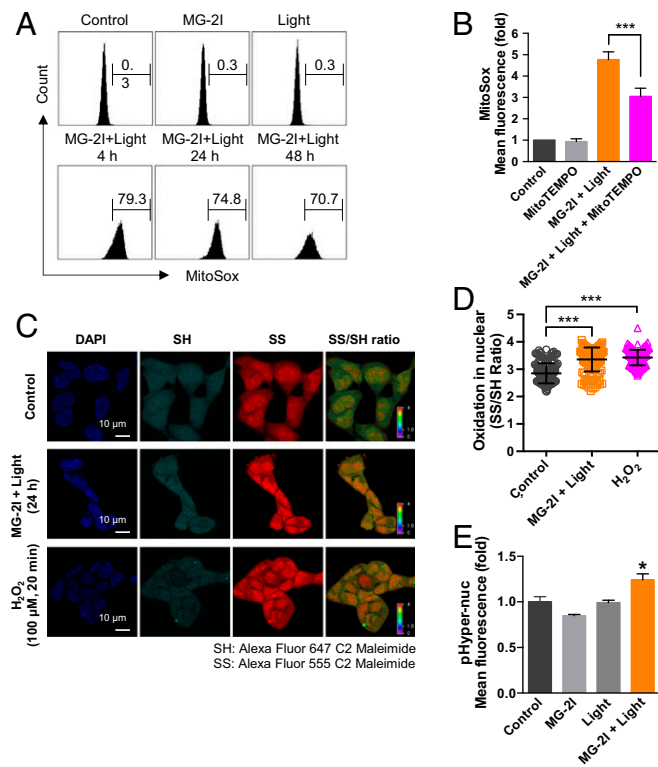 A
Control
MG-2I
Light
0.
3
0.3
0.3
Count
MG-2I+Light
4 h
MG-2I+Light
24 h
MG-2I+Light
48 h
79.3
74.8
70.7
MitoSox
B
***
MitoSox
Mean fluorescence (fold)
6
5
4
3
2
1
0
Control
MitoTEMPO
MG-2I + Light
MG-2I + Light + MitoTEMPO
C
DAPI
SH
SS
SS/SH ratio
Control
10 µm
MG-2I + Light
(24 h)
10 µm
H2O2
(100 µM, 20 min)
10 µm
SH: Alexa Fluor 647 C2 Maleimide
SS: Alexa Fluor 555 C2 Maleimide
D
***
***
Oxidation in nuclear
(SS/SH Ratio)
5
4
3
2
1
0
Control
MG-2I + Light
H2O2
E
*
pHyper-nuc
Mean fluorescence (fold)
1.5
1.0
0.5
0.0
Control
MG-2I
Light
MG-2I + Light